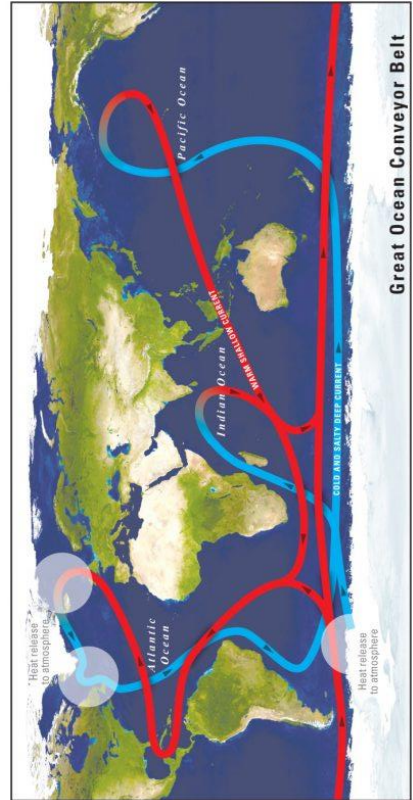 Great Ocean Conveyor Belt
Heat release
to atmosphere
Atlantic
Ocean
Indian Ocean
Pacific Ocean
WARM SHALLOW CURRENT
COLD AND SALTY DEEP CURRENT
Heat release
to atmosphere